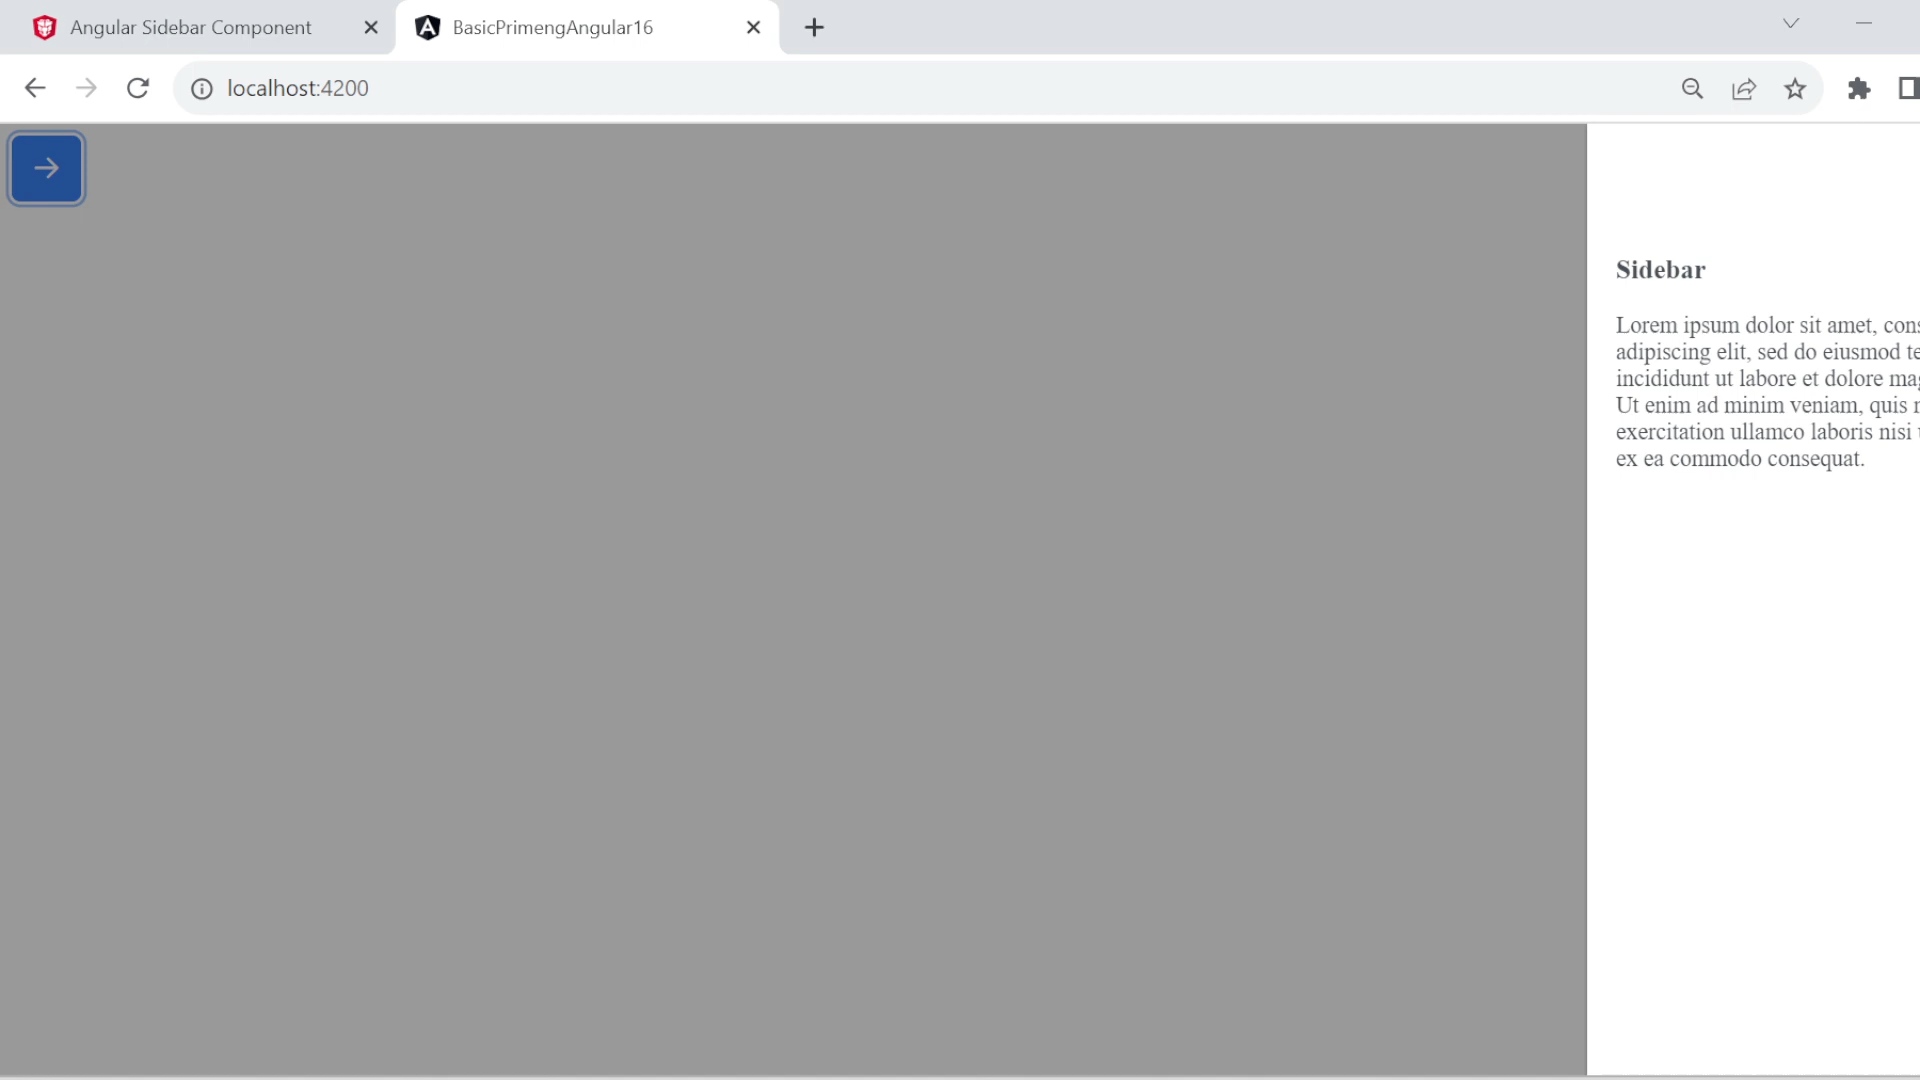 Angular Sidebar Component
BasicPrimengAngular16
localhost:4200
Sidebar
Lorem ipsum dolor sit amet,
adipiscing elit, sed do eiusmod
incididunt ut labore et dolore
Ut enim ad minim veniam, quis
exercitation ullamco laboris nisi
ex ea commodo consequat.